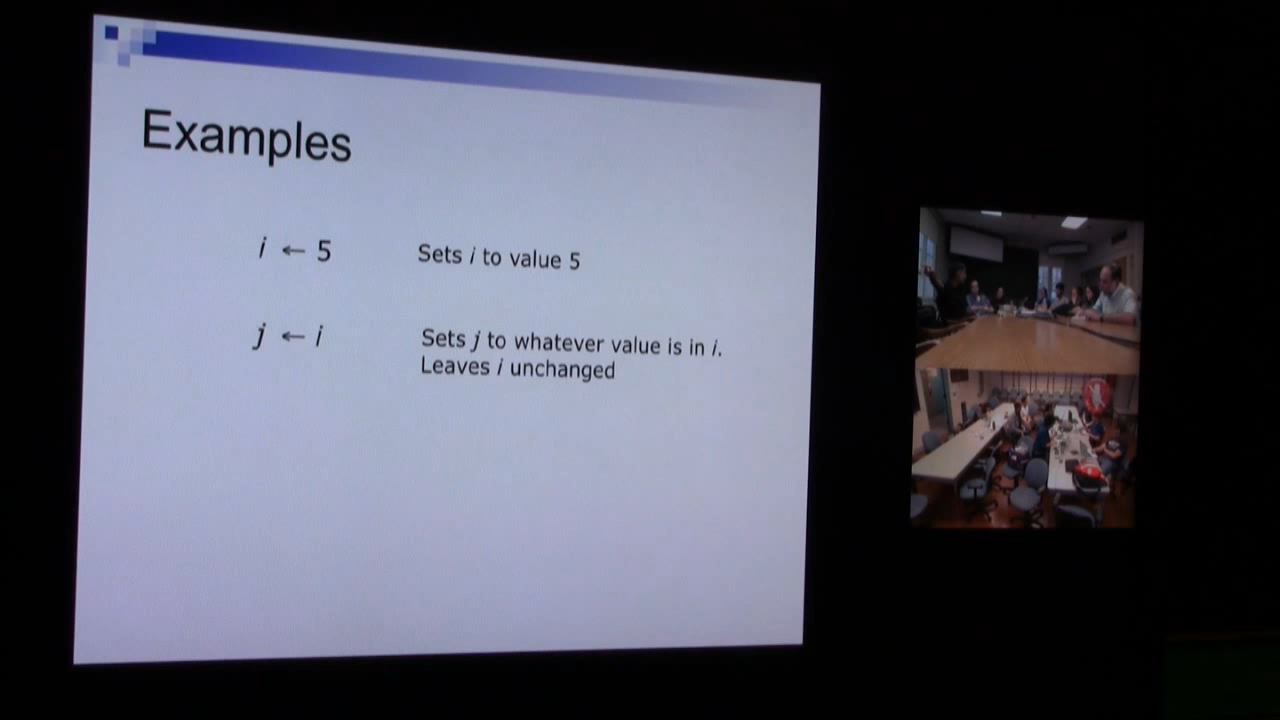 Examples
i ← 5 Sets i to value 5
j ← i Sets j to whatever value is in i.
Leaves i unchanged